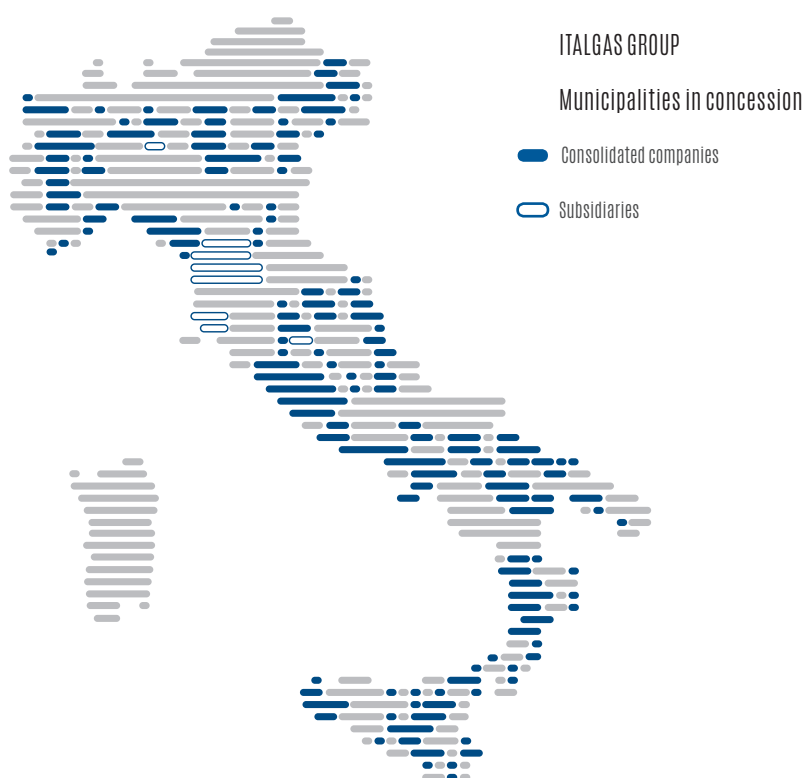 ITALGAS GROUP
Municipalities in concession
Consolidated companies
Subsidiaries